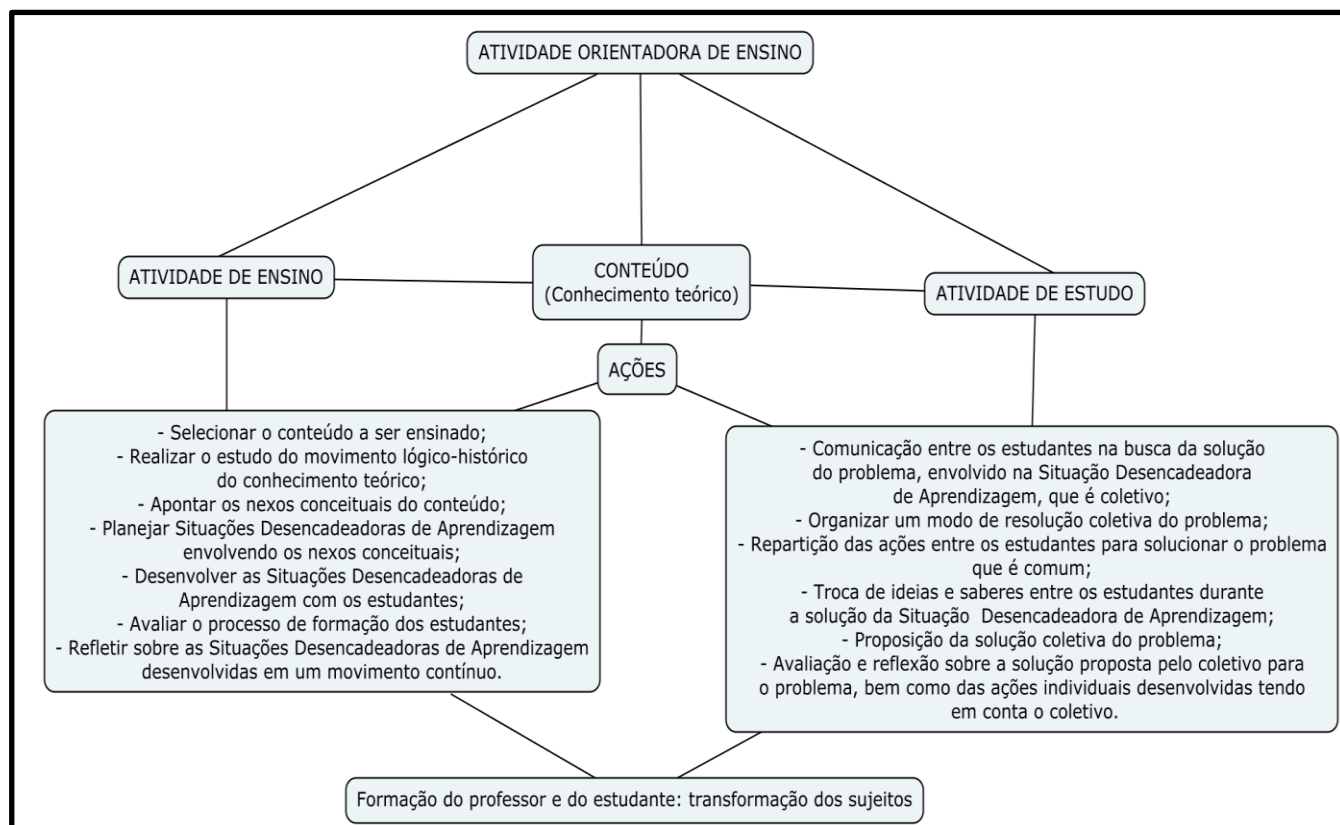 ATIVIDADE ORIENTADORA DE ENSINO
ATIVIDADE DE ENSINO
CONTEÚDO
(Conhecimento teórico)
ATIVIDADE DE ESTUDO
AÇÕES
- Selecionar o conteúdo a ser ensinado;
- Realizar o estudo do movimento lógico-histórico
do conhecimento teórico;
- Apontar os nexos conceituais do conteúdo;
- Planejar Situações Desencadeadoras de Aprendizagem
envolvendo os nexos conceituais;
- Desenvolver as Situações Desencadeadoras de
Aprendizagem com os estudantes;
- Avaliar o processo de formação dos estudantes;
- Refletir sobre as Situações Desencadeadoras de Aprendizagem
desenvolvidas em um movimento contínuo.
- Comunicação entre os estudantes na busca da solução
do problema, envolvido na Situação Desencadeadora
de Aprendizagem, que é coletivo;
- Organizar um modo de resolução coletiva do problema;
- Repartição das ações entre os estudantes para solucionar o problema
que é comum;
- Troca de ideias e saberes entre os estudantes durante
a solução da Situação Desencadeadora de Aprendizagem;
- Proposição da solução coletiva do problema;
- Avaliação e reflexão sobre a solução proposta pelo coletivo para
o problema, bem como das ações individuais desenvolvidas tendo
em conta o coletivo.
Formação do professor e do estudante: transformação dos sujeitos